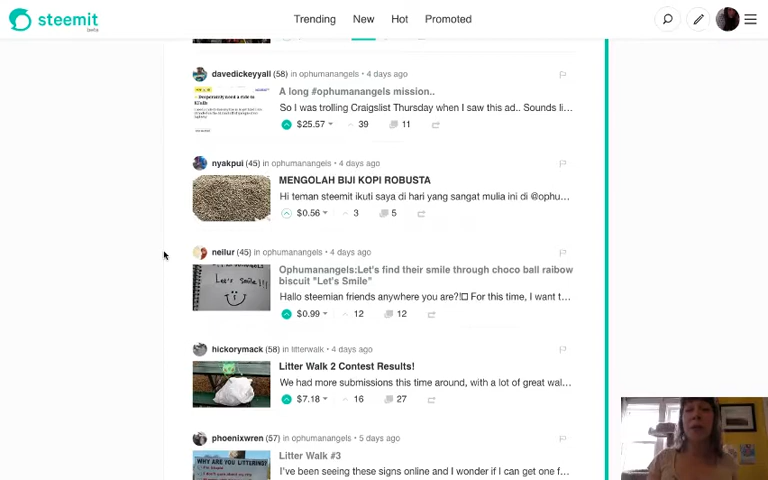 steemit
beta
Trending New Hot Promoted
davedickeyyall (58) in ophumanangels • 4 days ago
A long #ophumanangels mission..
So I was trolling Craigslist Thursday when I saw this ad.. Sounds li...
$25.57 39 11
nyakpui (45) in ophumanangels • 4 days ago
MENGOLAH BIJI KOPI ROBUSTA
Hi teman steemit ikuti saya di hari yang sangat mulia ini di @ophu...
$0.56 3 5
neilur (45) in ophumanangels • 4 days ago
Ophumanangels:Let's find their smile through choco ball raibow
biscuit "Let's Smile"
Let's Smile!!!
Hallo steemian friends anywhere you are?!□ For this time, I want t...
$0.99 12 12
hickorymack (58) in litterwalk • 4 days ago
Litter Walk 2 Contest Results!
We had more submissions this time around, with a lot of great wal...
$7.18 16 27
phoenixwren (57) in ophumanangels • 5 days ago
Litter Walk #3
WHY ARE YOU LITTERING?
I've been seeing these signs online and I wonder if I can get one f...